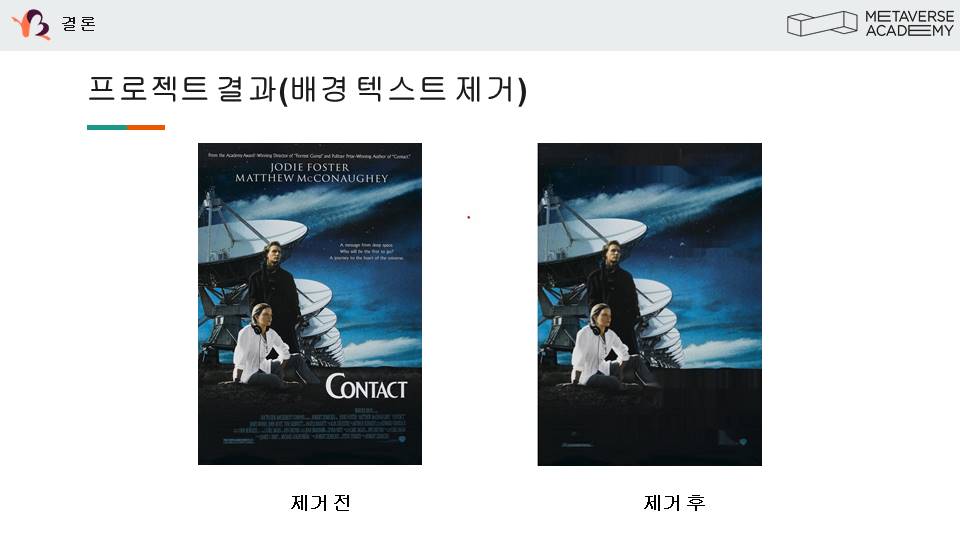 결론
METAVERSE
ACADEMY
프로젝트 결과(배경 텍스트 제거)
From the Academy Award®-Winning Director of "Forrest Gump" and Pulitzer Prize-Winning Author of "Contact."
JODIE FOSTER
MATTHEW McCONAUGHEY
A message from deep space.
Who will be the first to go?
A journey to the heart of the universe.
CONTACT
제거 전
제거 후